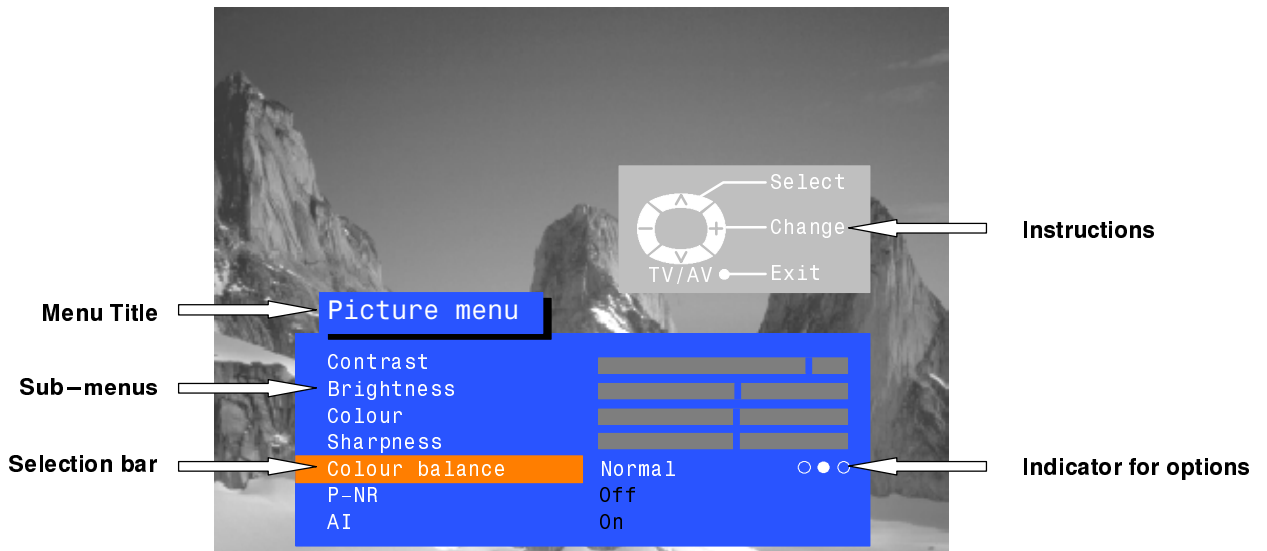 Select
Change
Instructions
TV/AV
Exit
Menu Title
Picture menu
Contrast
Sub–menus
Brightness
Colour
Sharpness
Selection bar
Colour balance
Normal
Indicator for options
P–NR
Off
AI
On